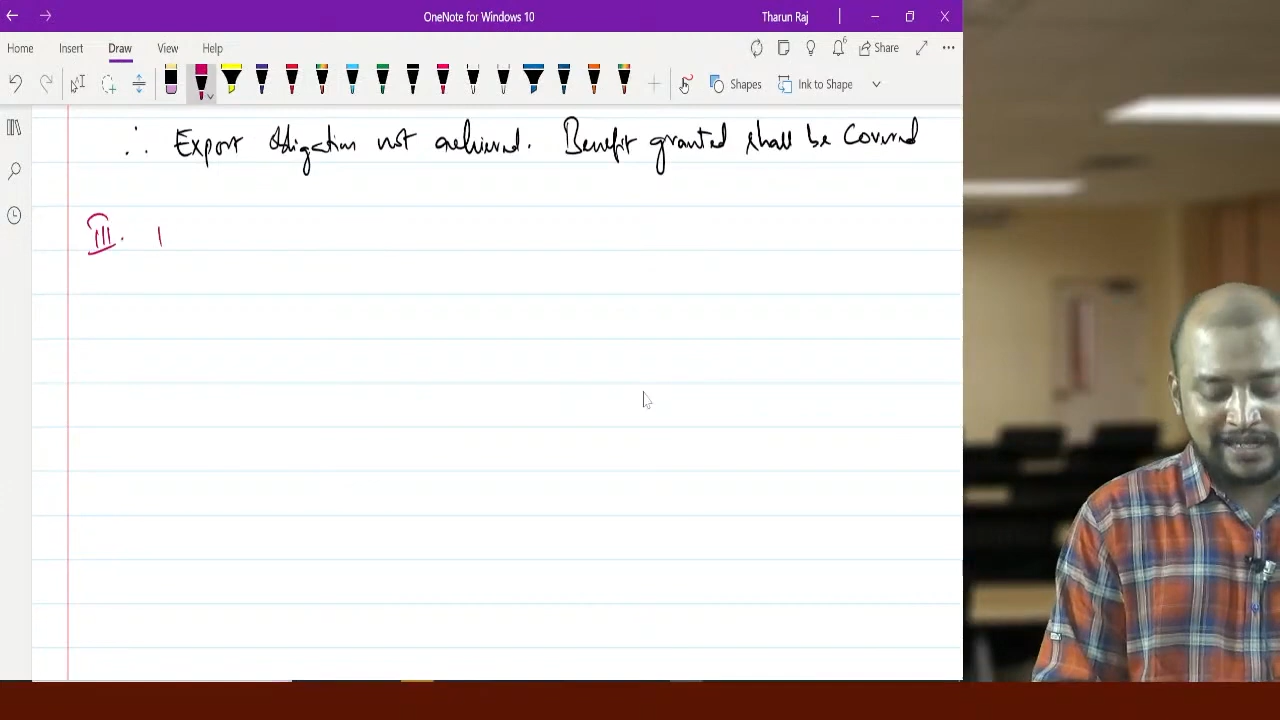 OneNote for Windows 10
Tharun Raj
Home Insert Draw View Help
6 Share
Shapes Ink to Shape
∴ Export Obligation not achieved. Benefit granted shall be Covered
III. I